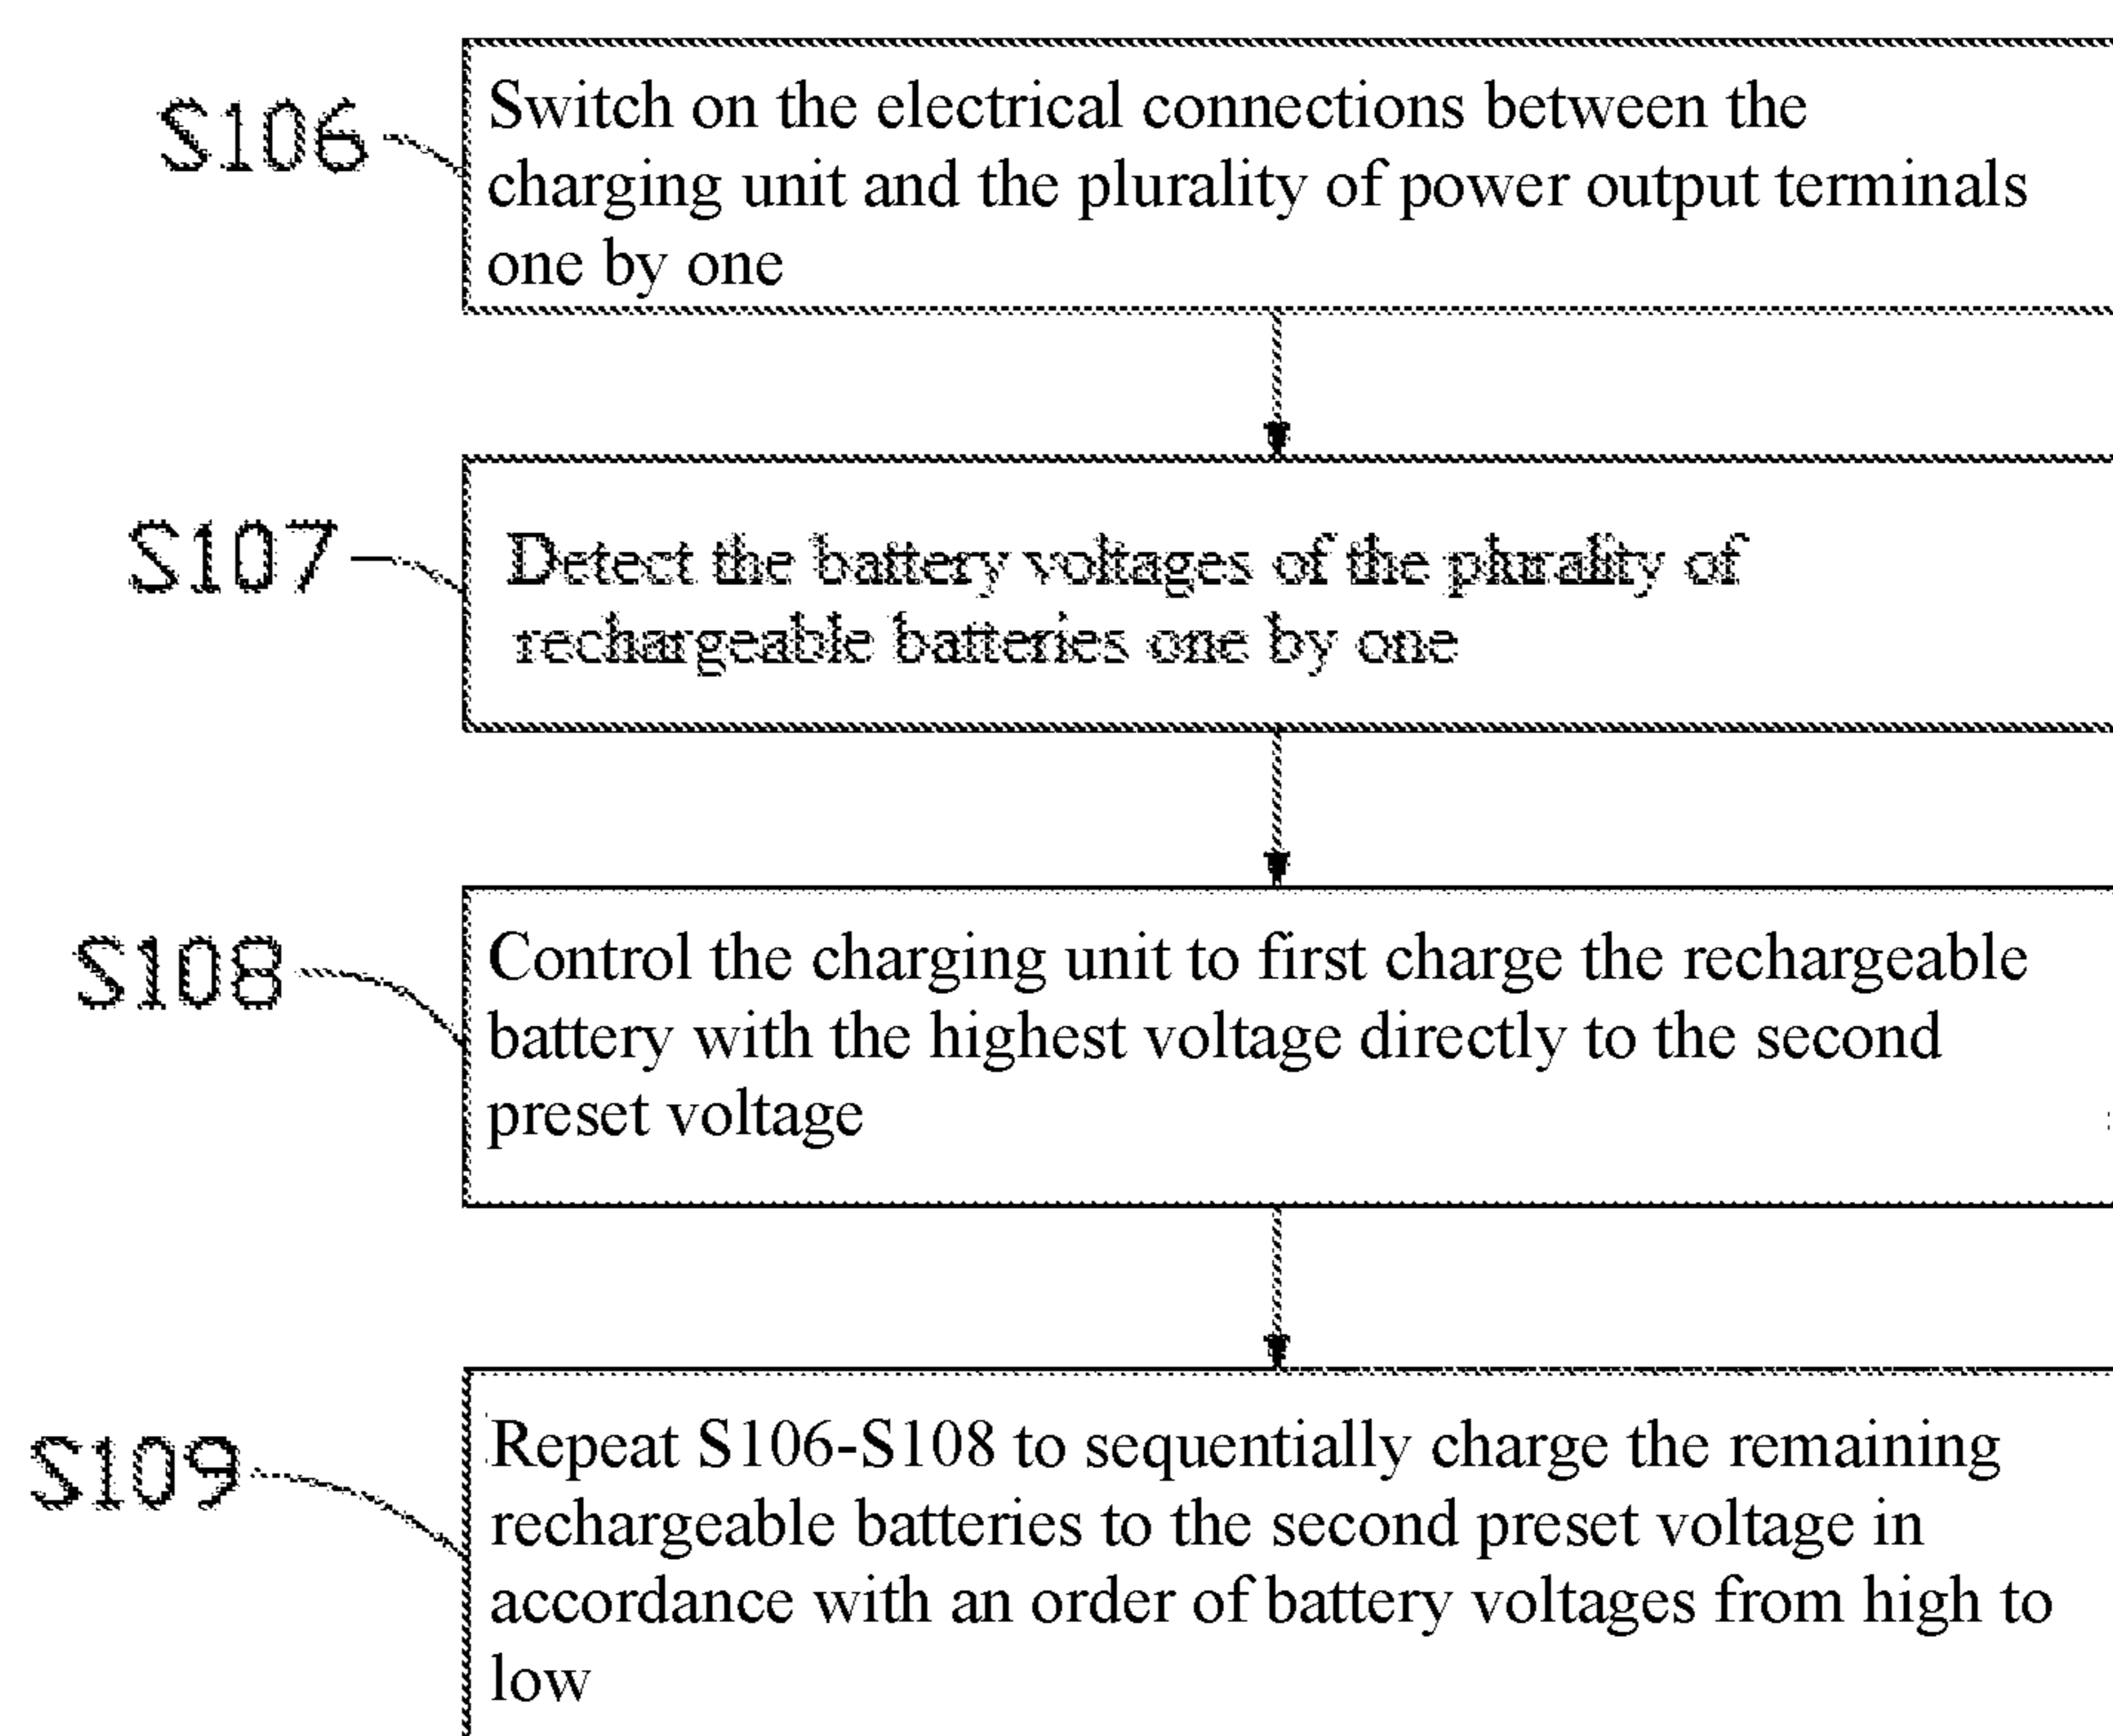 S106
Switch on the electrical connections between the
charging unit and the plurality of power output terminals
one by one
S107
Detect the battery voltages of the plurality of
rechargeable batteries one by one
S108
Control the charging unit to first charge the rechargeable
battery with the highest voltage directly to the second
preset voltage
S109
Repeat S106-S108 to sequentially charge the remaining
rechargeable batteries to the second preset voltage in
accordance with an order of battery voltages from high to
low